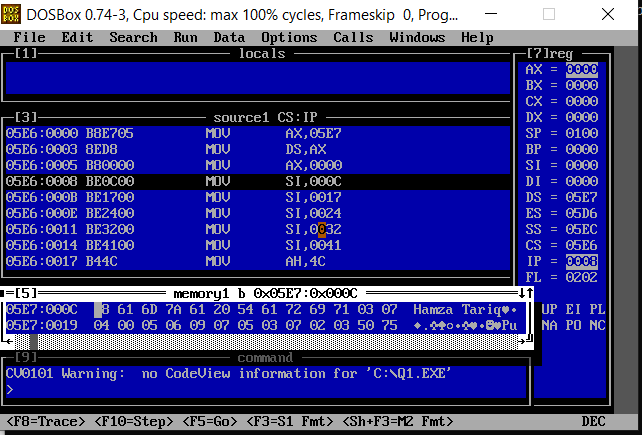 DOSBox 0.74-3, Cpu speed: max 100% cycles, Frameskip 0, Prog...
File Edit Search Run Data Options Calls Windows Help
[1] locals
[3] source1 CS:IP
05E6:0000 B8E705 MOV AX,05E7
05E6:0003 8ED8 MOV DS,AX
05E6:0005 B80000 MOV AX,0000
05E6:0008 BE0C00 MOV SI,000C
05E6:000B BE1700 MOV SI,0017
05E6:000E BE2400 MOV SI,0024
05E6:0011 BE3200 MOV SI,0032
05E6:0014 BE4100 MOV SI,0041
05E6:0017 B44C MOV AH,4C
[5] memory1 b 0x05E7:0x000C
05E7:000C 8 61 6D 7A 61 20 54 61 72 69 71 03 07 Hamza Tariq♥•
05E7:0019 04 00 05 06 09 07 05 03 07 02 03 50 75 ♦.♣♠○•♣♥•☻♥Pu
[9] command
CV0101 Warning: no CodeView information for 'C:\Q1.EXE'
>
[7]reg
AX = 0000
BX = 0000
CX = 0000
DX = 0000
SP = 0100
BP = 0000
SI = 0000
DI = 0000
DS = 05E7
ES = 05D6
SS = 05EC
CS = 05E6
IP = 0008
FL = 0202
UP EI PL
NA PO NC
<F8=Trace> <F10=Step> <F5=Go> <F3=S1 Fmt> <Sh+F3=M2 Fmt> DEC